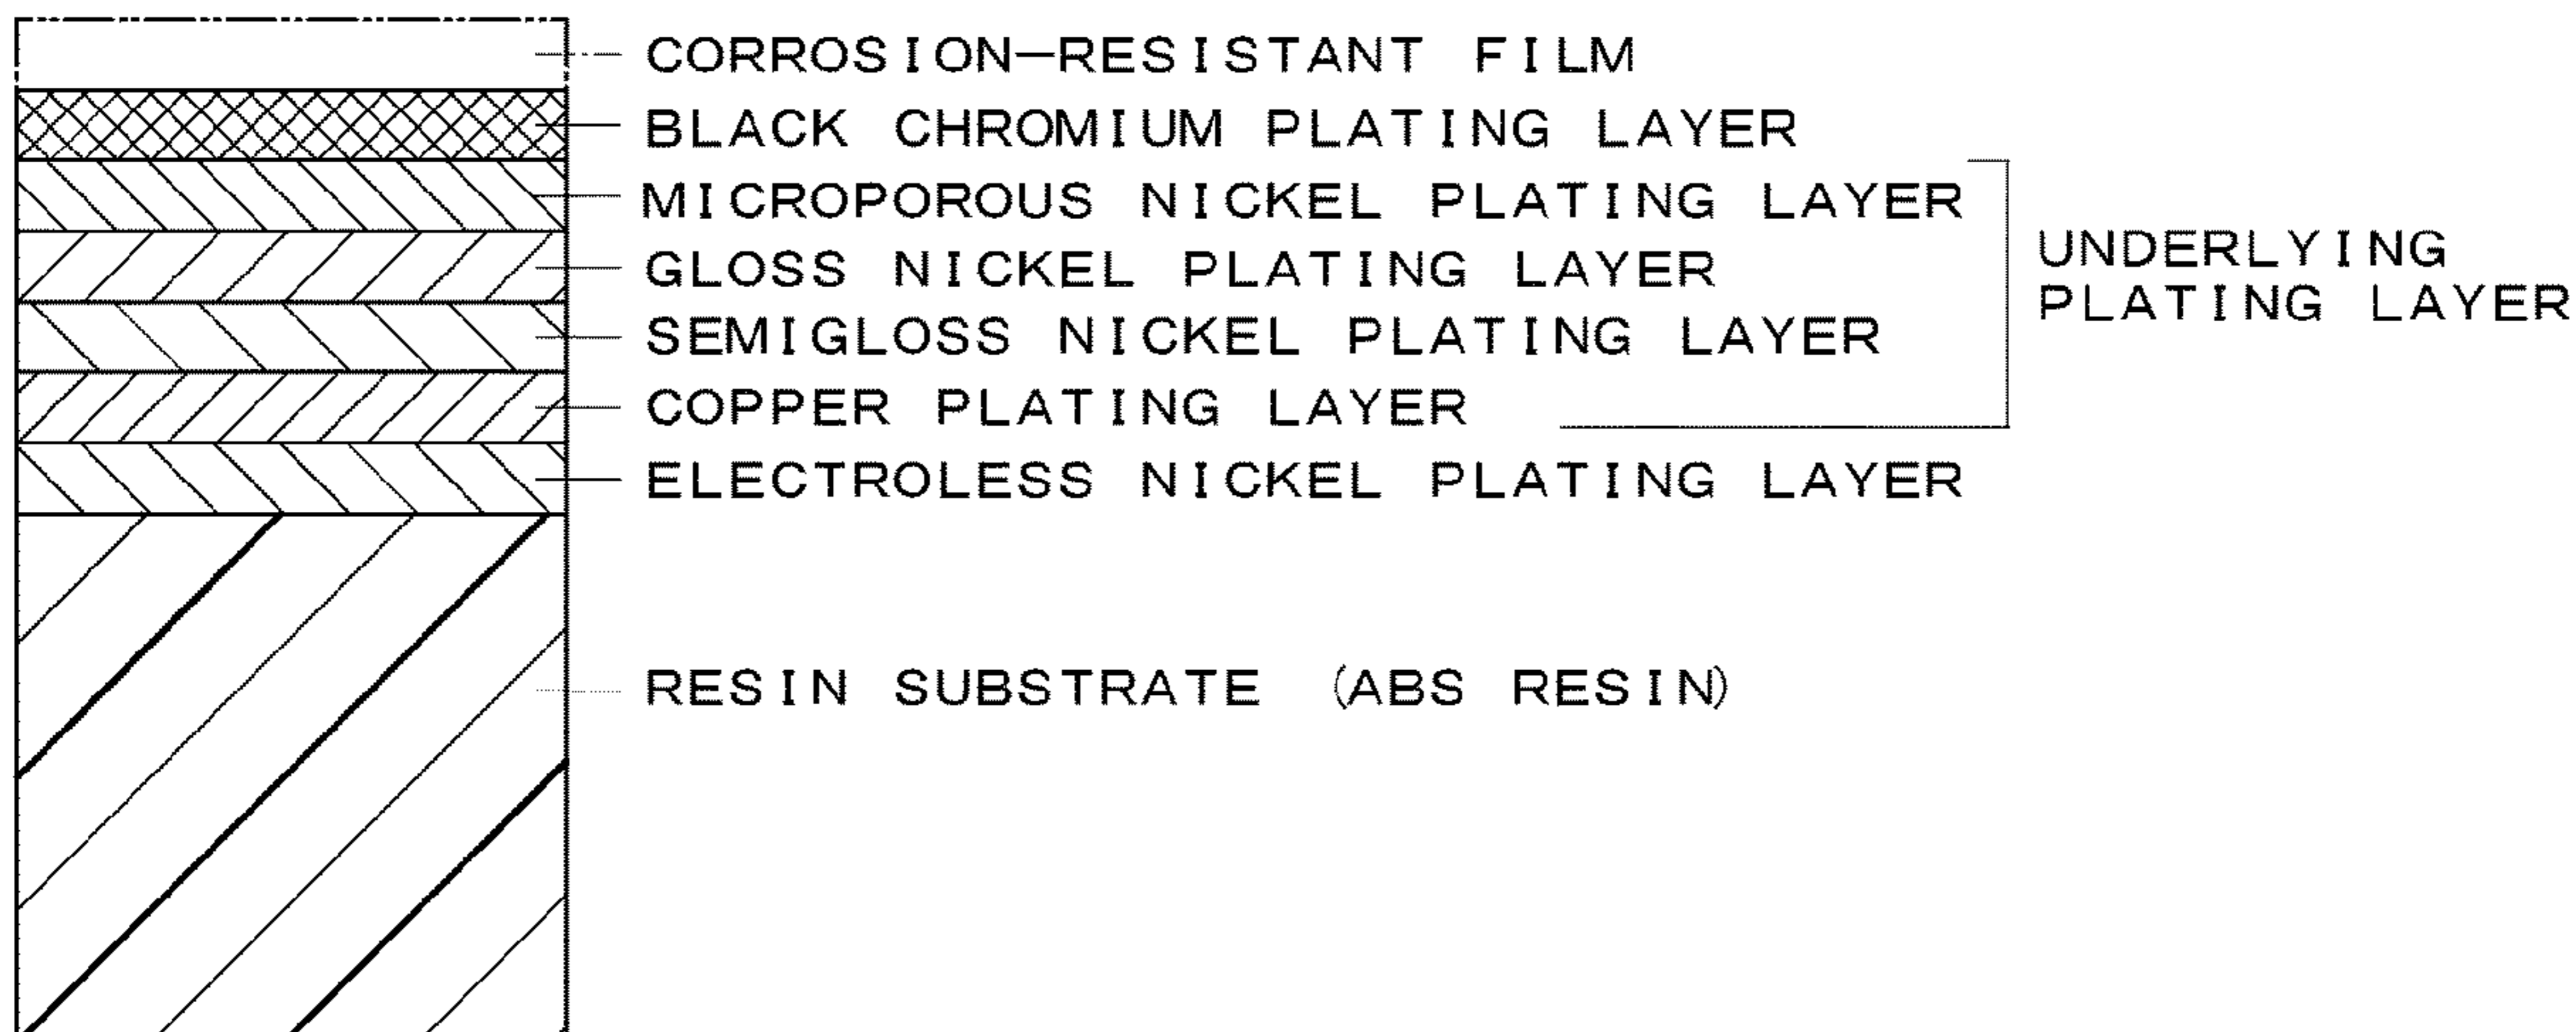 CORROSION-RESISTANT FILM
BLACK CHROMIUM PLATING LAYER
MICROPOROUS NICKEL PLATING LAYER
GLOSS NICKEL PLATING LAYER
SEMIGLOSS NICKEL PLATING LAYER
COPPER PLATING LAYER
UNDERLYING
PLATING LAYER
ELECTROLESS NICKEL PLATING LAYER
RESIN SUBSTRATE (ABS RESIN)